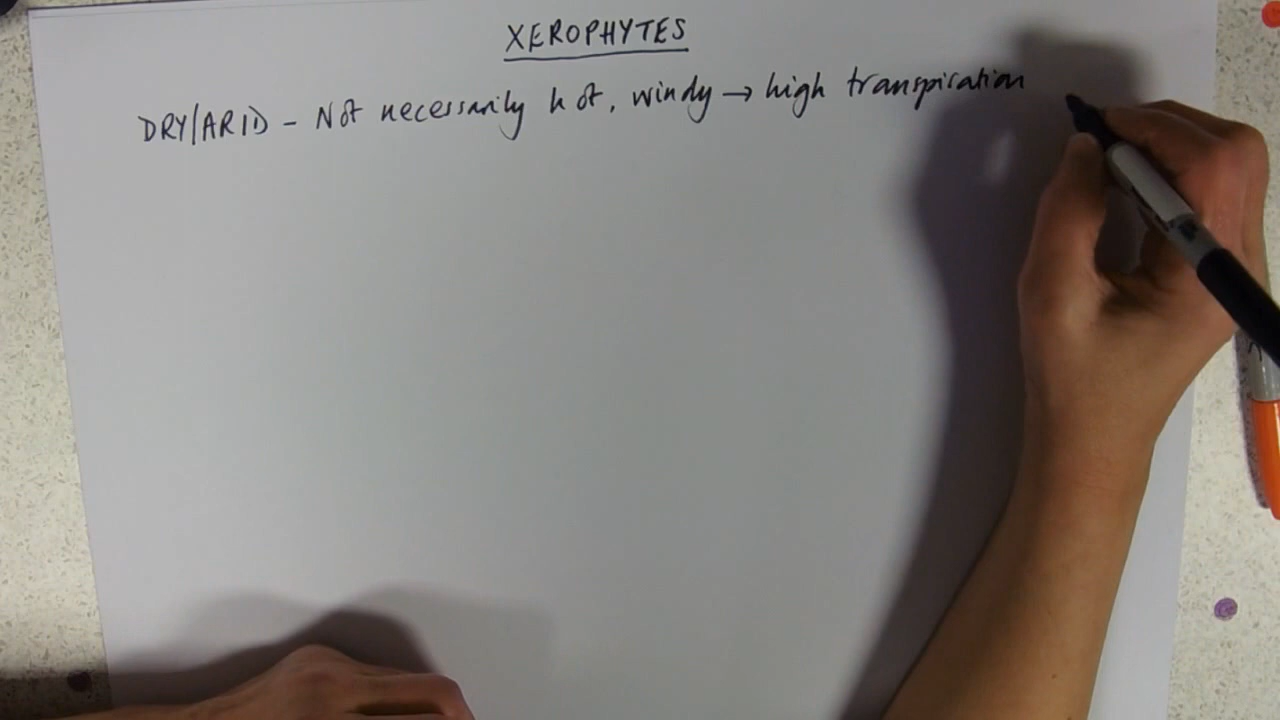 XEROPHYTES
DRY/ARID - Not necessarily hot, windy → high transpiration